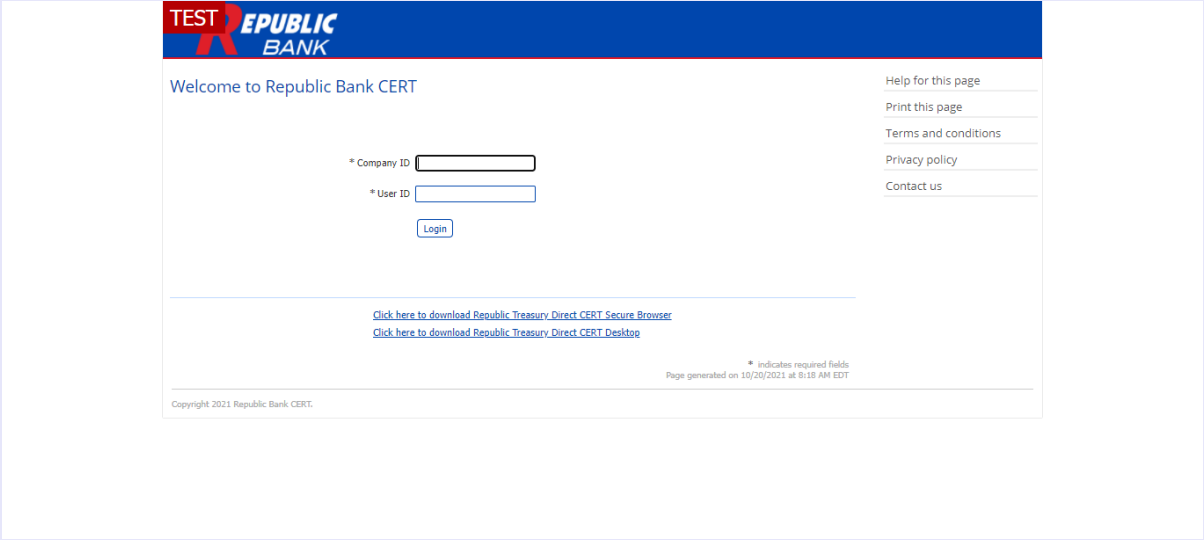 TEST
REPUBLIC
BANK
Welcome to Republic Bank CERT
* Company ID
* User ID
Login
Click here to download Republic Treasury Direct CERT Secure Browser
Click here to download Republic Treasury Direct CERT Desktop
* indicates required fields
Page generated on 10/20/2021 at 8:18 AM EDT
Copyright 2021 Republic Bank CERT.
Help for this page
Print this page
Terms and conditions
Privacy policy
Contact us